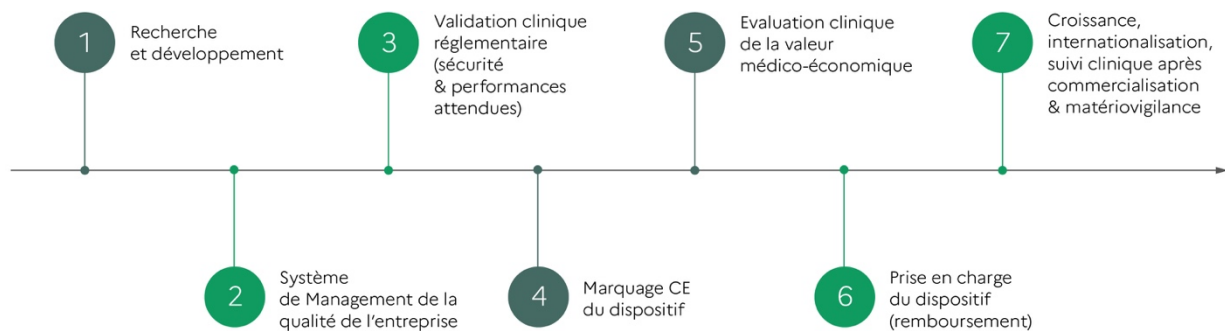 1
Recherche
et développement
2
Système
de Management de la
qualité de l'entreprise
3
Validation clinique
réglementaire
(sécurité
& performances
attendues)
4
Marquage CE
du dispositif
5
Evaluation clinique
de la valeur
médico-économique
6
Prise en charge
du dispositif
(remboursement)
7
Croissance,
internationalisation,
suivi clinique après
commercialisation
& matériovigilance